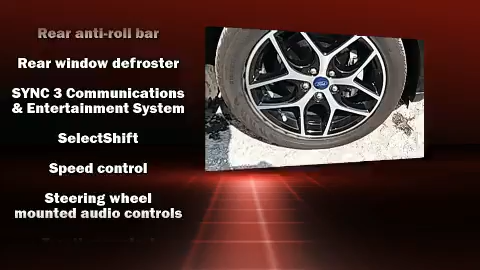 Rear anti-roll bar
Rear window defroster
SYNC 3 Communications
& Entertainment System
SelectShift
Speed control
Steering wheel
mounted audio controls
Ford